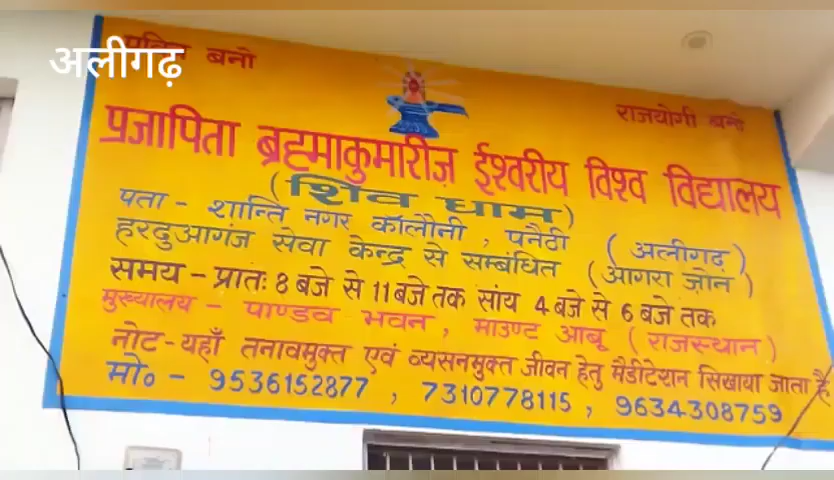 अलीगढ़
बनो
राजयोगी बनो
प्रजापिता ब्रह्माकुमारीज़ ईश्वरीय विश्व विद्यालय
(शिव धाम)
पता - शान्ति नगर कॉलौनी, पनैठी (अलीगढ़)
हरदुआगंज सेवा केन्द्र से सम्बंधित (आगरा ज़ोन)
समय - प्रातः 8 बजे से 11 बजे तक सांय 4 बजे से 6 बजे तक
मुख्यालय - पाण्डव भवन, माउण्ट आबू (राजस्थान)
नोट - यहाँ तनावमुक्त एवं व्यसनमुक्त जीवन हेतु मैडीटेशन सिखाया जाता है
मो० - 9536152877, 7310778115, 9634308759